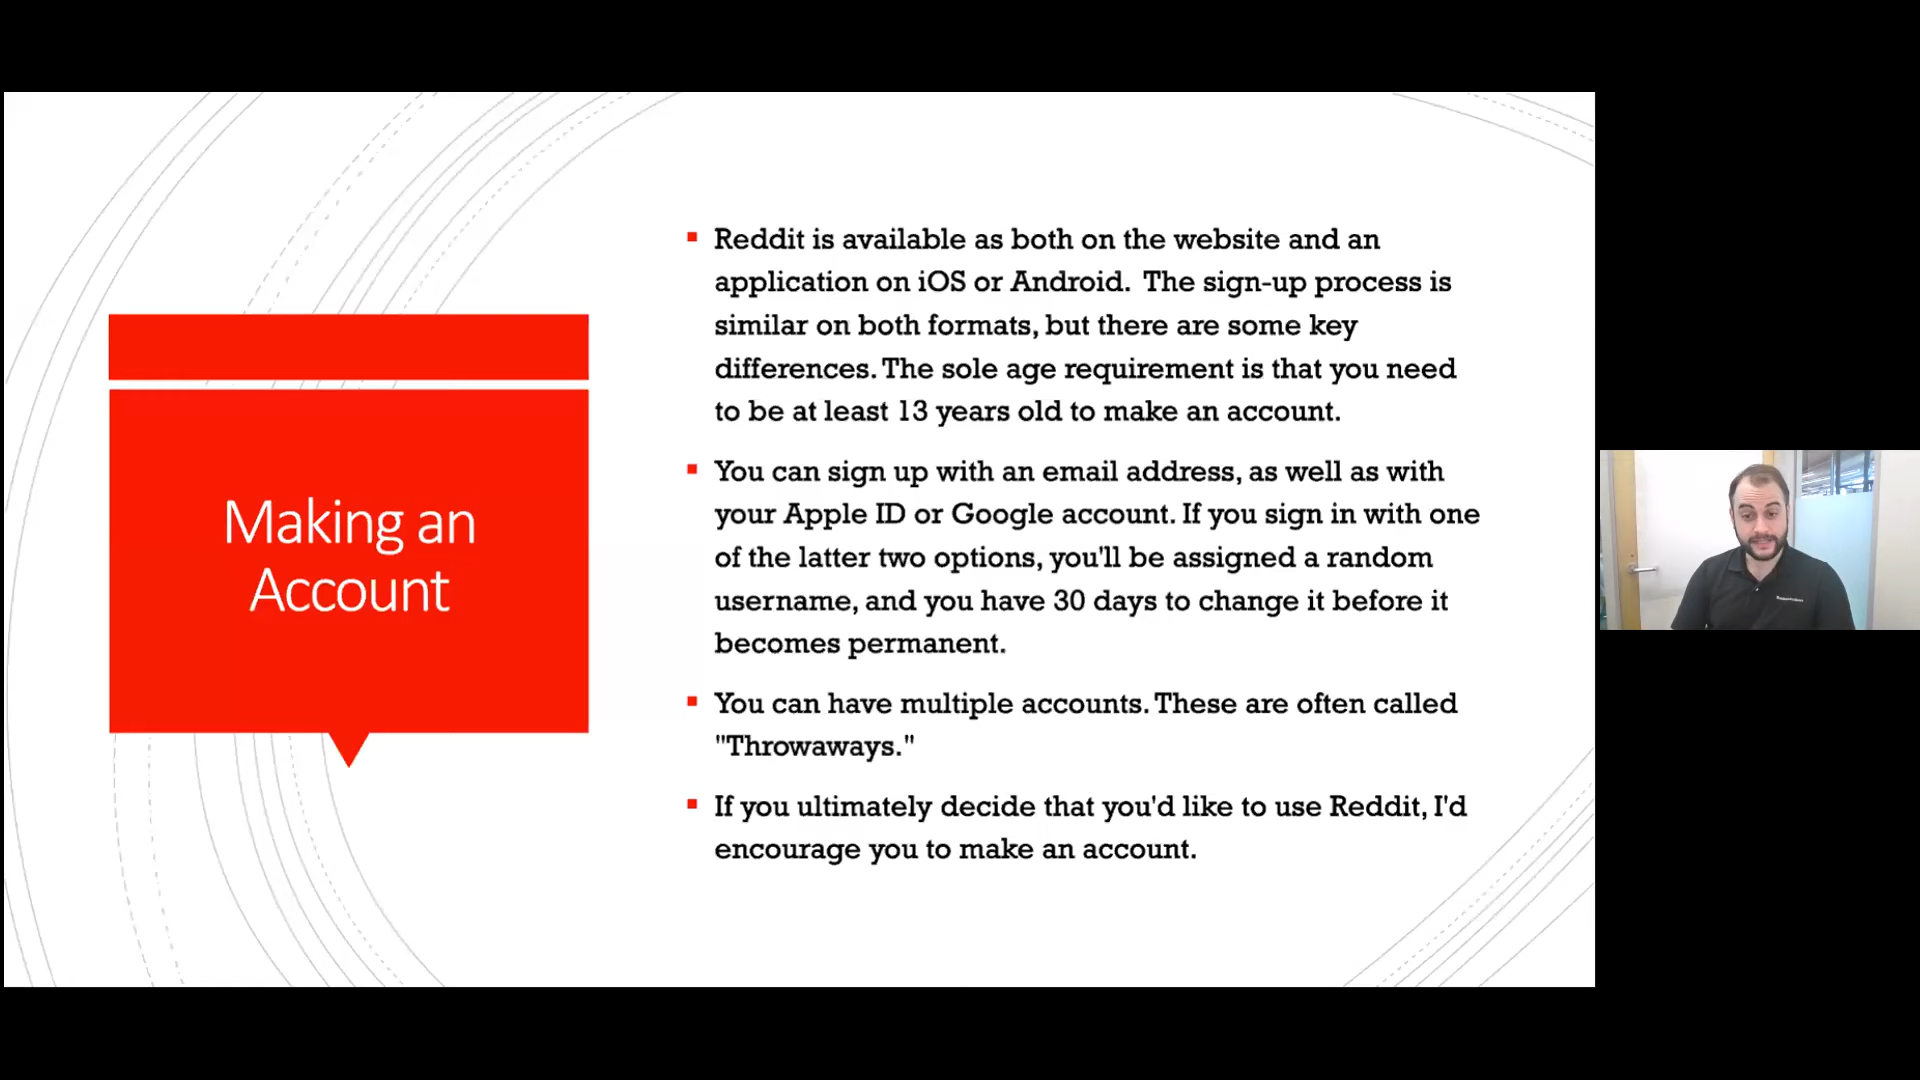 Making an
Account
Reddit is available as both on the website and an
application on iOS or Android.  The sign-up process is
similar on both formats, but there are some key
differences. The sole age requirement is that you need
to be at least 13 years old to make an account.
You can sign up with an email address, as well as with
your Apple ID or Google account. If you sign in with one
of the latter two options, you'll be assigned a random
username, and you have 30 days to change it before it
becomes permanent.
You can have multiple accounts. These are often called
"Throwaways."
If you ultimately decide that you'd like to use Reddit, I'd
encourage you to make an account.